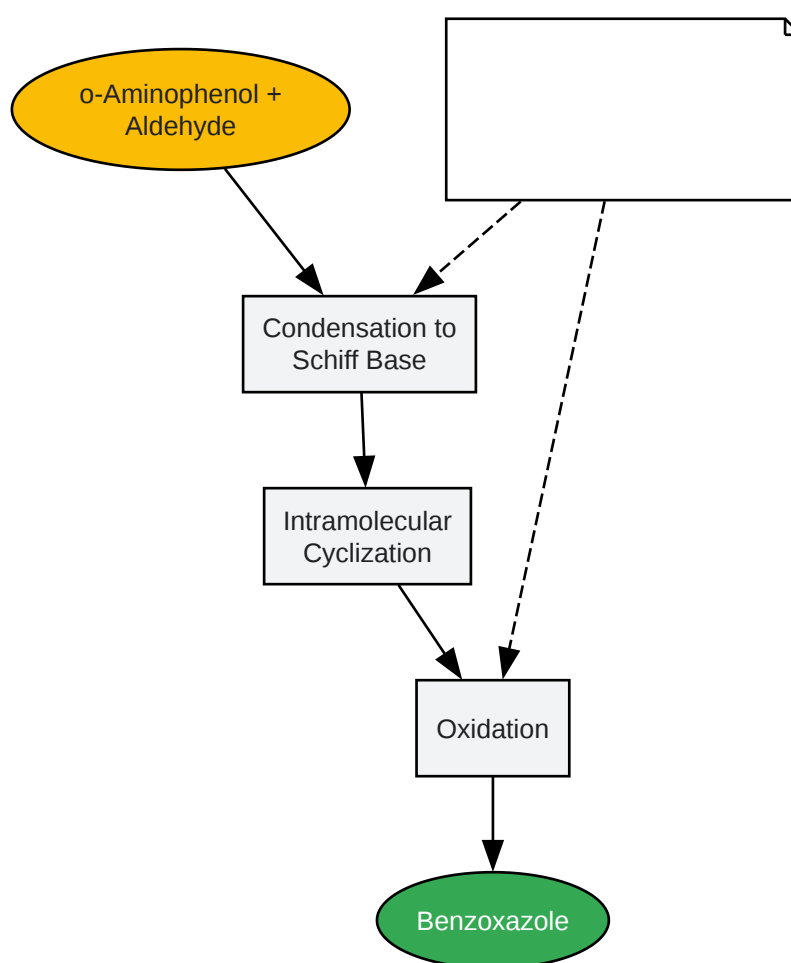 o-Aminophenol +
Aldehyde
Condensation to
Schiff Base
Intramolecular
Cyclization
Oxidation
Benzoxazole